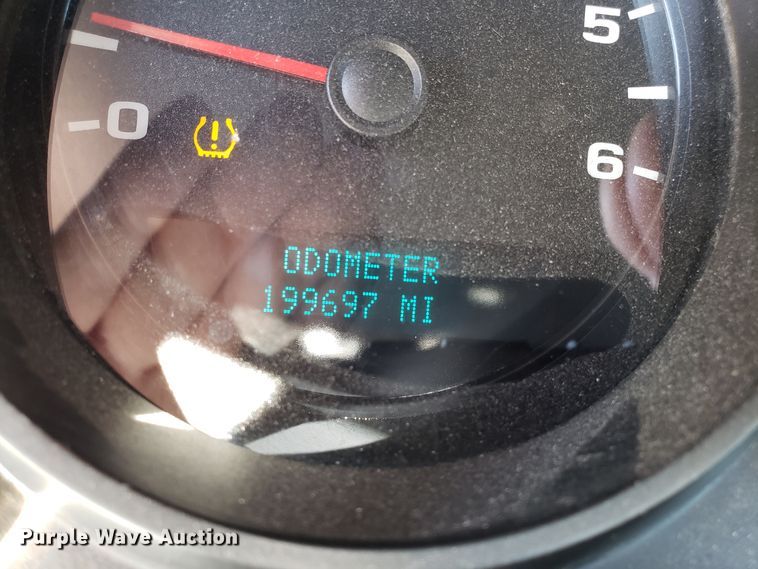 5
0
6
ODOMETER
199697 MI
Purple Wave Auction